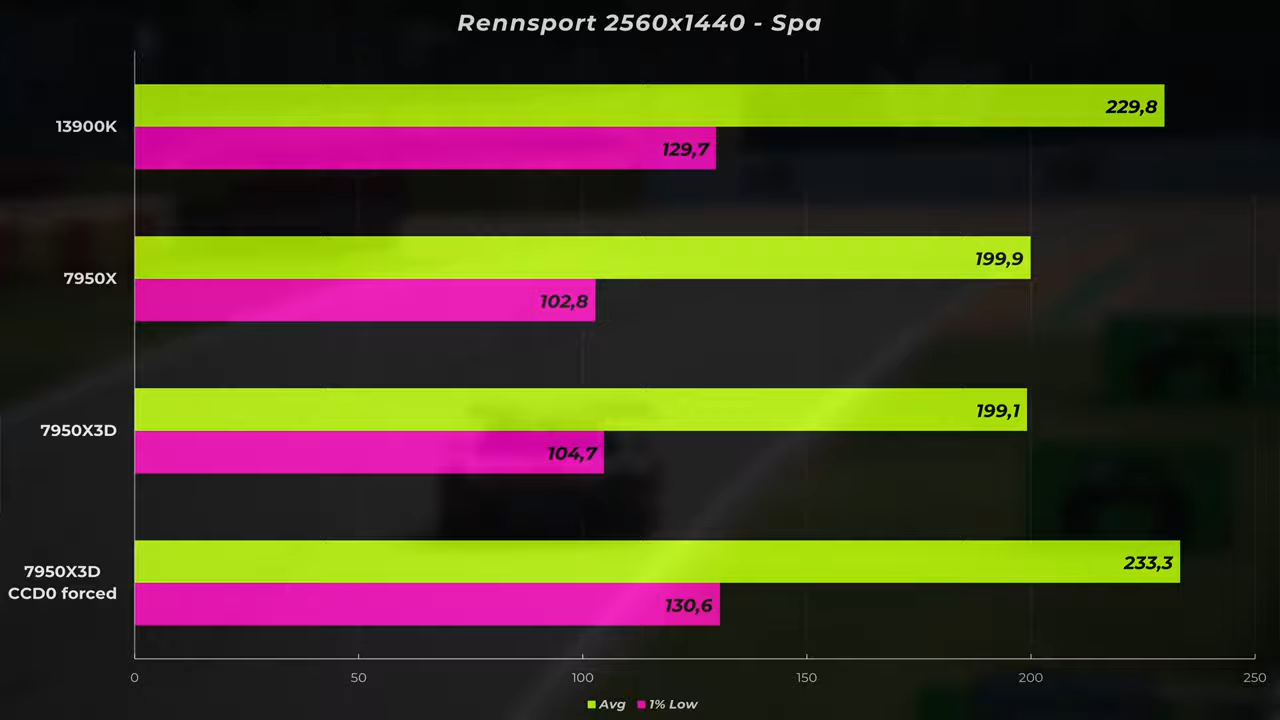 Rennsport 2560x1440 - Spa
13900K
229,8
129,7
7950X
199,9
102,8
7950X3D
199,1
104,7
7950X3D
CCD0 forced
233,3
130,6
0 50 100 150 200 250
Avg 1% Low